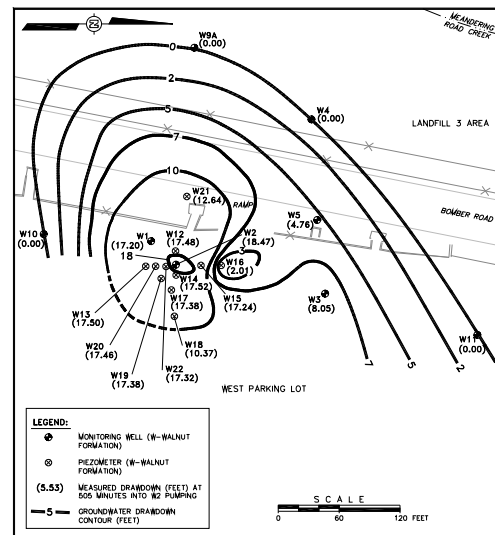 MEANDERING
ROAD CREEK
W9A
(0.00)
0
2
W4
(0.00)
5
LANDFILL 3 AREA
7
10
W21
(12.64)
RAMP
BOMBER ROAD
W5
(4.76)
W10
(0.00)
W1
(17.20)
W12
(17.48)
W2
(18.47)
18
3
W16
(2.01)
W14
(17.52)
W17
(17.38)
W15
(17.24)
W3
(8.05)
W13
(17.50)
W18
(10.37)
W11
(0.00)
W20
(17.46)
W19
(17.38)
W22
(17.32)
7
5
2
WEST PARKING LOT
LEGEND:
MONITORING WELL (W-WALNUT
FORMATION)
PIEZOMETER (W-WALNUT
FORMATION)
(5.53) MEASURED DRAWDOWN (FEET) AT
505 MINUTES INTO W2 PUMPING
5 GROUNDWATER DRAWDOWN
CONTOUR (FEET)
SCALE
0 60 120 FEET